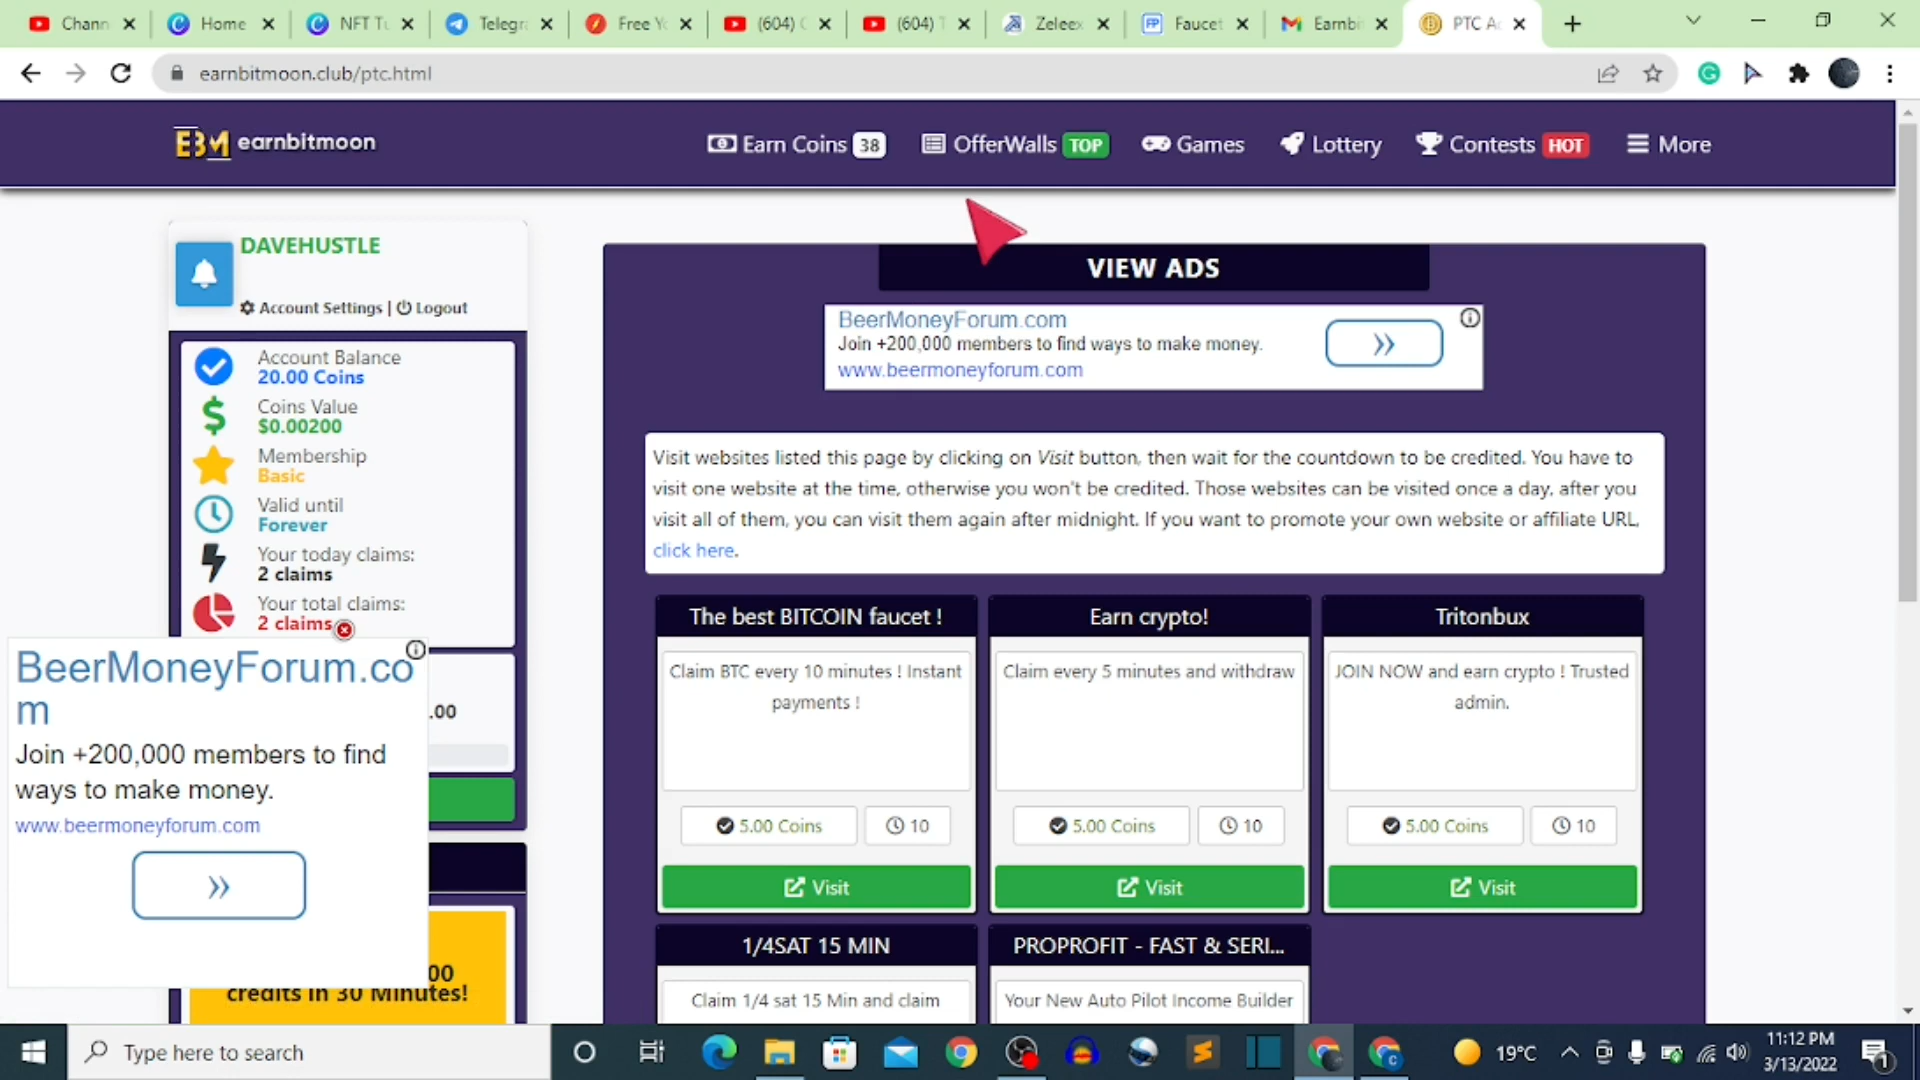 Chann
Home
NFT Tu
Telegra
Free Yo
(604) C
(604) T
Zeleex
Faucet
Earnbi
PTC A
earnbitmoon.club/ptc.html
EBM earnbitmoon
Earn Coins 38
OfferWalls TOP
Games
Lottery
Contests HOT
More
DAVEHUSTLE
Account Settings | Logout
Account Balance
20.00 Coins
Coins Value
$0.00200
Membership
Basic
Valid until
Forever
Your today claims:
2 claims
Your total claims:
2 claims
.00
BeerMoneyForum.co
m
Join +200,000 members to find
ways to make money.
www.beermoneyforum.com
»
00
credits in 30 Minutes!
VIEW ADS
BeerMoneyForum.com
Join +200,000 members to find ways to make money.
www.beermoneyforum.com
»
Visit websites listed this page by clicking on Visit button, then wait for the countdown to be credited. You have to
visit one website at the time, otherwise you won't be credited. Those websites can be visited once a day, after you
visit all of them, you can visit them again after midnight. If you want to promote your own website or affiliate URL,
click here.
The best BITCOIN faucet !
Claim BTC every 10 minutes ! Instant
payments !
5.00 Coins
10
Visit
Earn crypto!
Claim every 5 minutes and withdraw
5.00 Coins
10
Visit
Tritonbux
JOIN NOW and earn crypto ! Trusted
admin.
5.00 Coins
10
Visit
1/4SAT 15 MIN
Claim 1/4 sat 15 Min and claim
PROPROFIT - FAST & SERI...
Your New Auto Pilot Income Builder
Type here to search
19°C
11:12 PM
3/13/2022
1